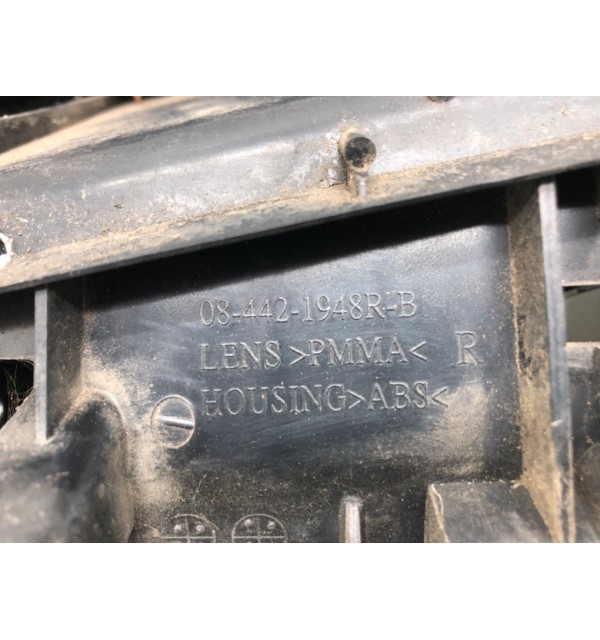 08-442-1948R-B
LENS >PMMA< R
HOUSING>ABS<